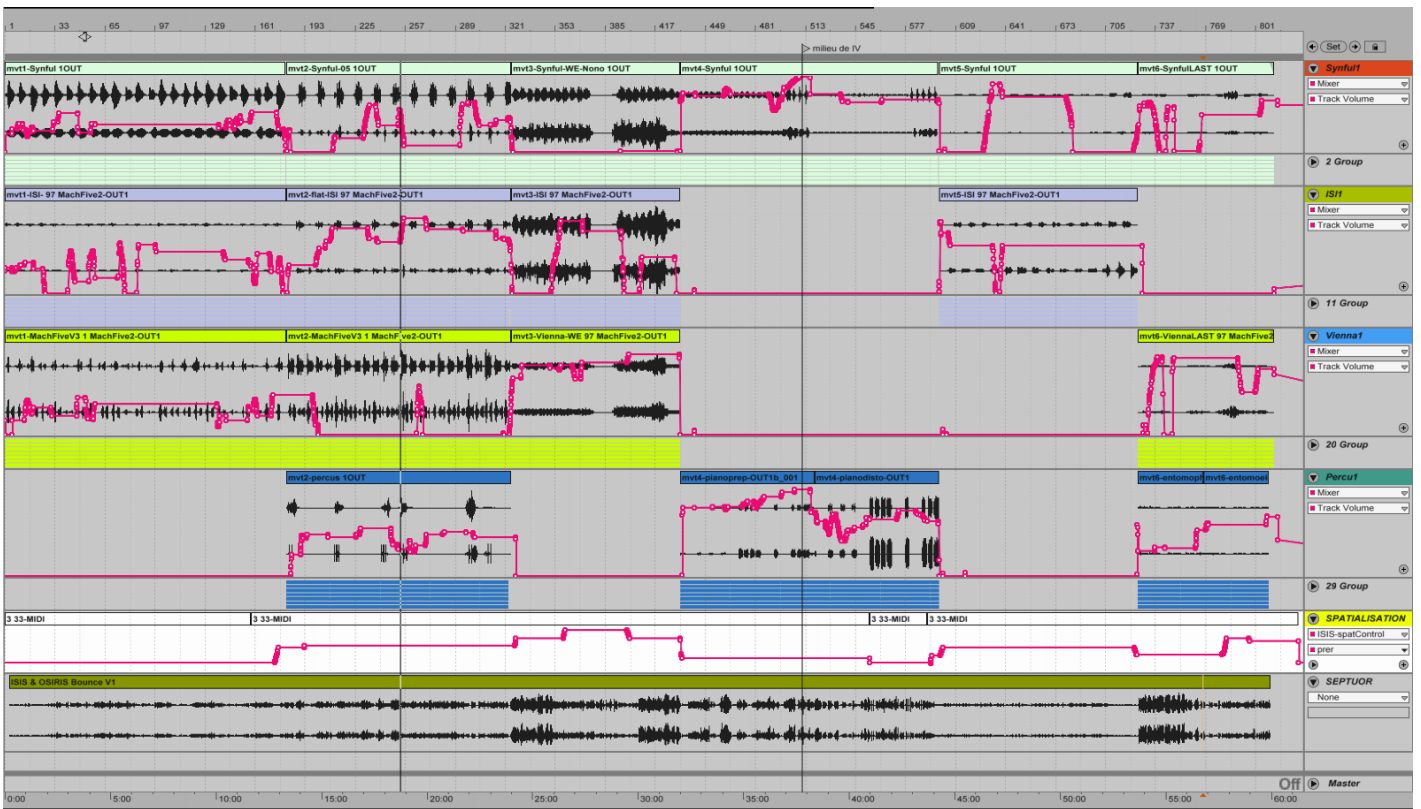 1 33 65 97 129 161 193 225 257 289 321 353 385 417 449 481 513 545 577 609 641 673 705 737 769 801
milieu de IV
Set
mvt1-Synful 1OUT mvt2-Synful-05 1OUT mvt3-Synful-WE-Nono 1OUT mvt4-Synful 1OUT mvt5-Synful 1OUT mvt6-SynfulLAST 1OUT Synful1
Mixer
Track Volume
2 Group
mvt1-ISI- 97 MachFive2-OUT1 mvt2-flat-ISI 97 MachFive2-OUT1 mvt3-ISI 97 MachFive2-OUT1 mvt5-ISI 97 MachFive2-OUT1 ISI1
Mixer
Track Volume
11 Group
mvt1-MachFiveV3 1 MachFive2-OUT1 mvt2-MachFiveV3 1 MachFive2-OUT1 mvt3-Vienna-WE 97 MachFive2-OUT1 mvt6-ViennaLAST 97 MachFive2 Vienna1
Mixer
Track Volume
20 Group
mvt2-percus 1OUT mvt4-pianoprep-OUT1b_001 mvt4-pianodisto-OUT1 mvt6-entomopl mvt6-entomoel Percu1
Mixer
Track Volume
29 Group
3 33-MIDI 3 33-MIDI 3 33-MIDI 3 33-MIDI SPATIALISATION
ISIS-spatControl
prer
ISIS & OSIRIS Bounce V1 SEPTUOR
None
Off Master
0:00 5:00 10:00 15:00 20:00 25:00 30:00 35:00 40:00 45:00 50:00 55:00 60:00